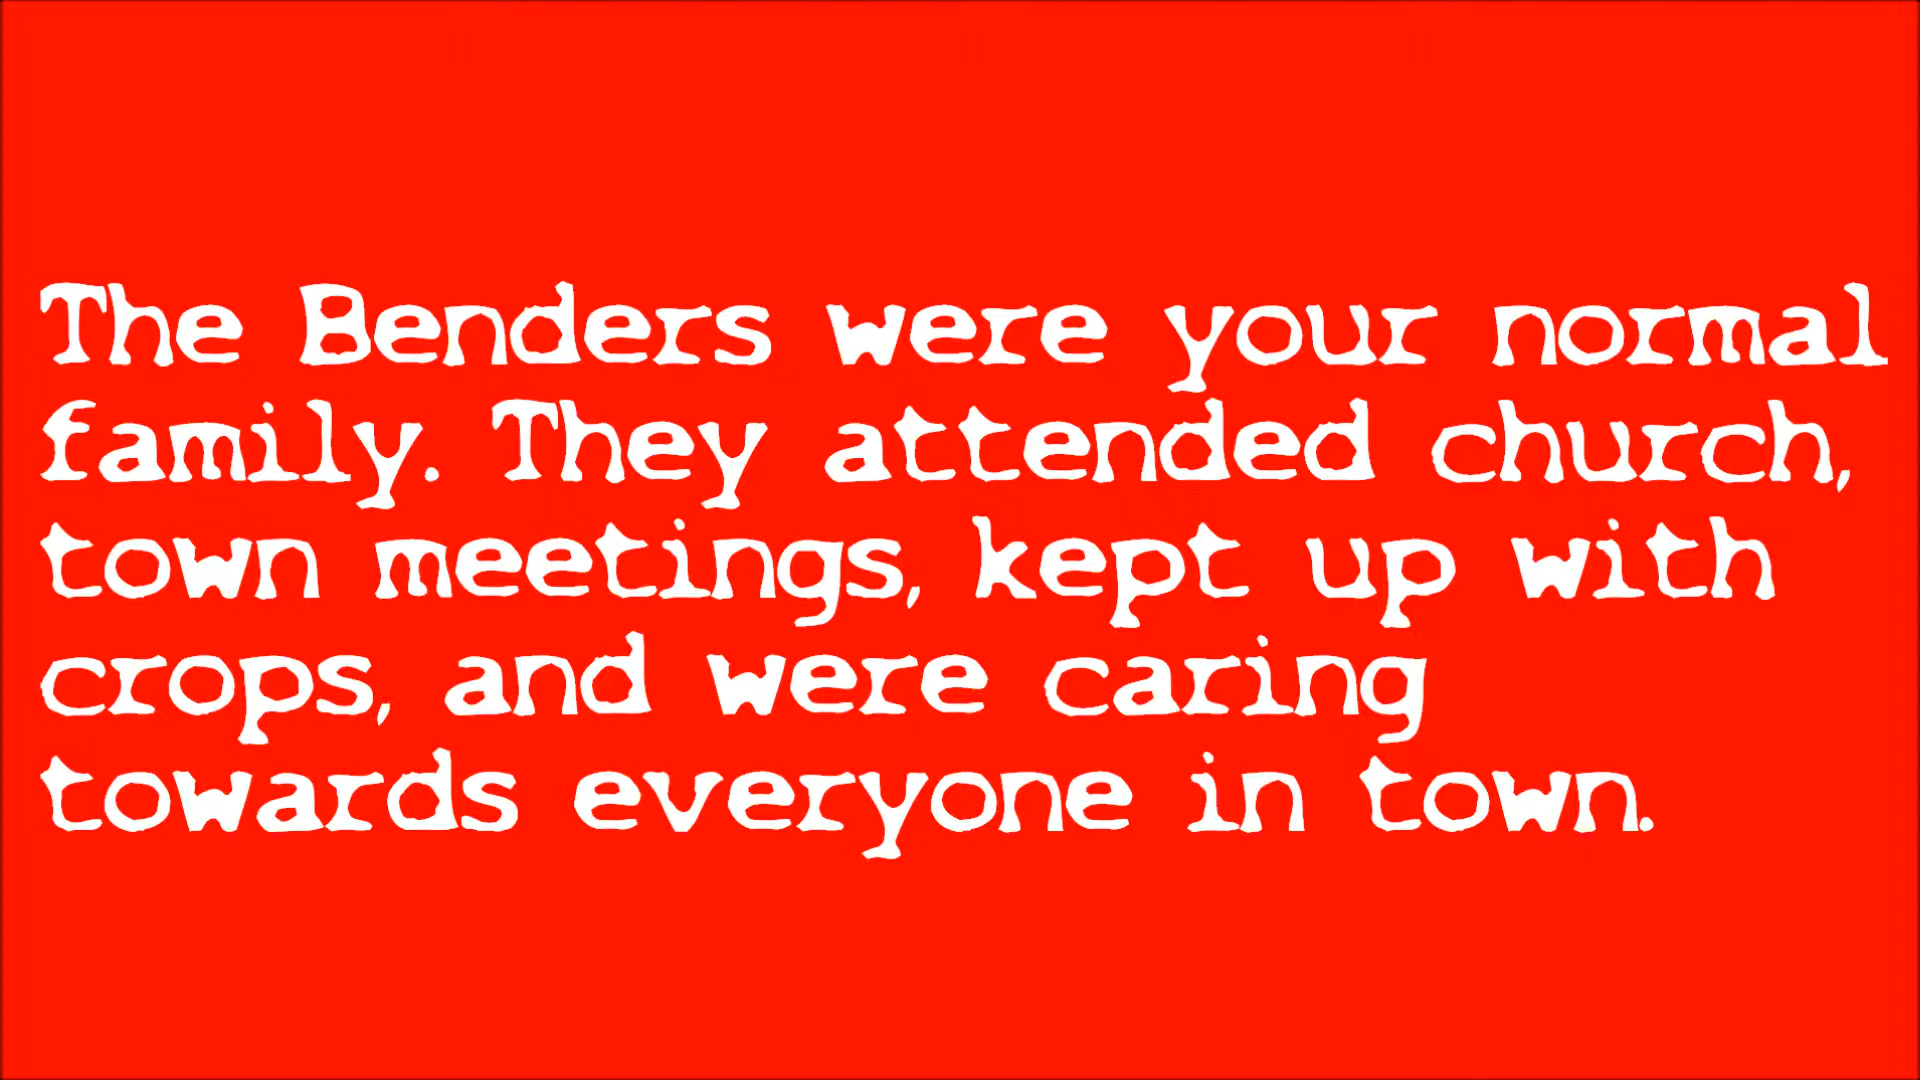 The Benders were your normal
family. They attended church,
town meetings, kept up with
crops, and were caring
towards everyone in town.